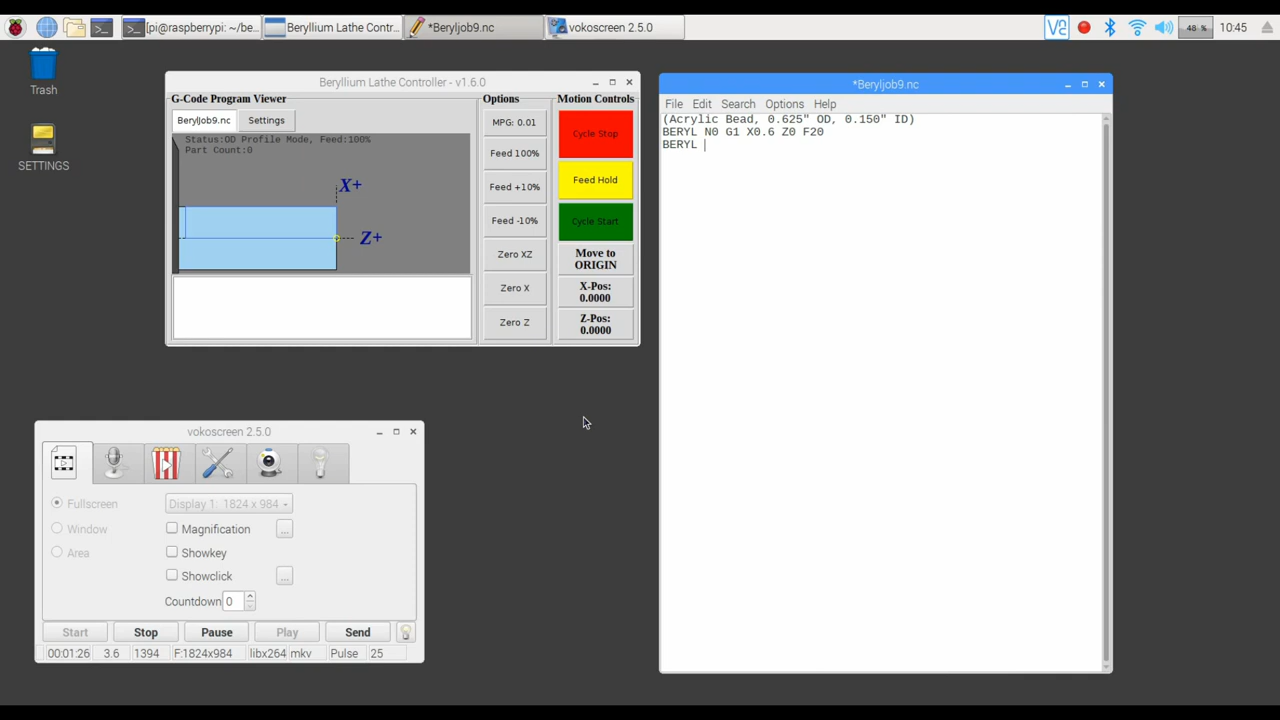 [pi@raspberrypi: ~/be...
Beryllium Lathe Contr...
*Beryljob9.nc
vokoscreen 2.5.0
48 %
10:45
Trash
SETTINGS
Beryllium Lathe Controller - v1.6.0
G-Code Program Viewer
Options
Motion Controls
Beryljob9.nc
Settings
Status:OD Profile Mode, Feed:100%
Part Count:0
X+
Z+
MPG: 0.01
Feed 100%
Feed +10%
Feed -10%
Zero XZ
Zero X
Zero Z
Cycle Stop
Feed Hold
Cycle Start
Move to
ORIGIN
X-Pos:
0.0000
Z-Pos:
0.0000
*Beryljob9.nc
File Edit Search Options Help
(Acrylic Bead, 0.625" OD, 0.150" ID)
BERYL N0 G1 X0.6 Z0 F20
BERYL
vokoscreen 2.5.0
Fullscreen
Display 1: 1824 x 984
Window
Magnification
...
Area
Showkey
Showclick
...
Countdown 0
Start
Stop
Pause
Play
Send
00:01:26
3.6
1394
F:1824x984
libx264
mkv
Pulse
25